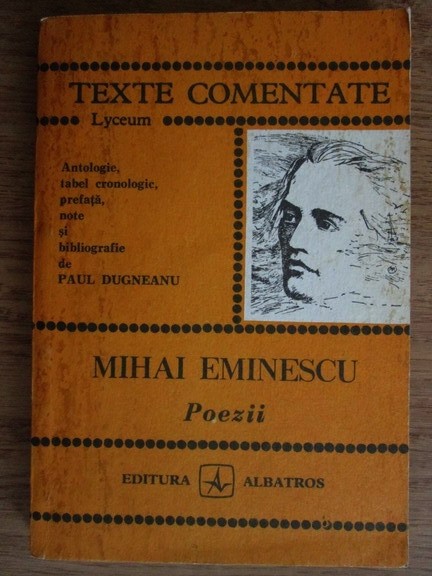 TEXTE COMENTATE
Lyceum
Antologie,
tabel cronologic,
prefață,
note
și
bibliografie
de
PAUL DUGNEANU
MIHAI EMINESCU
Poezii
EDITURA ALBATROS